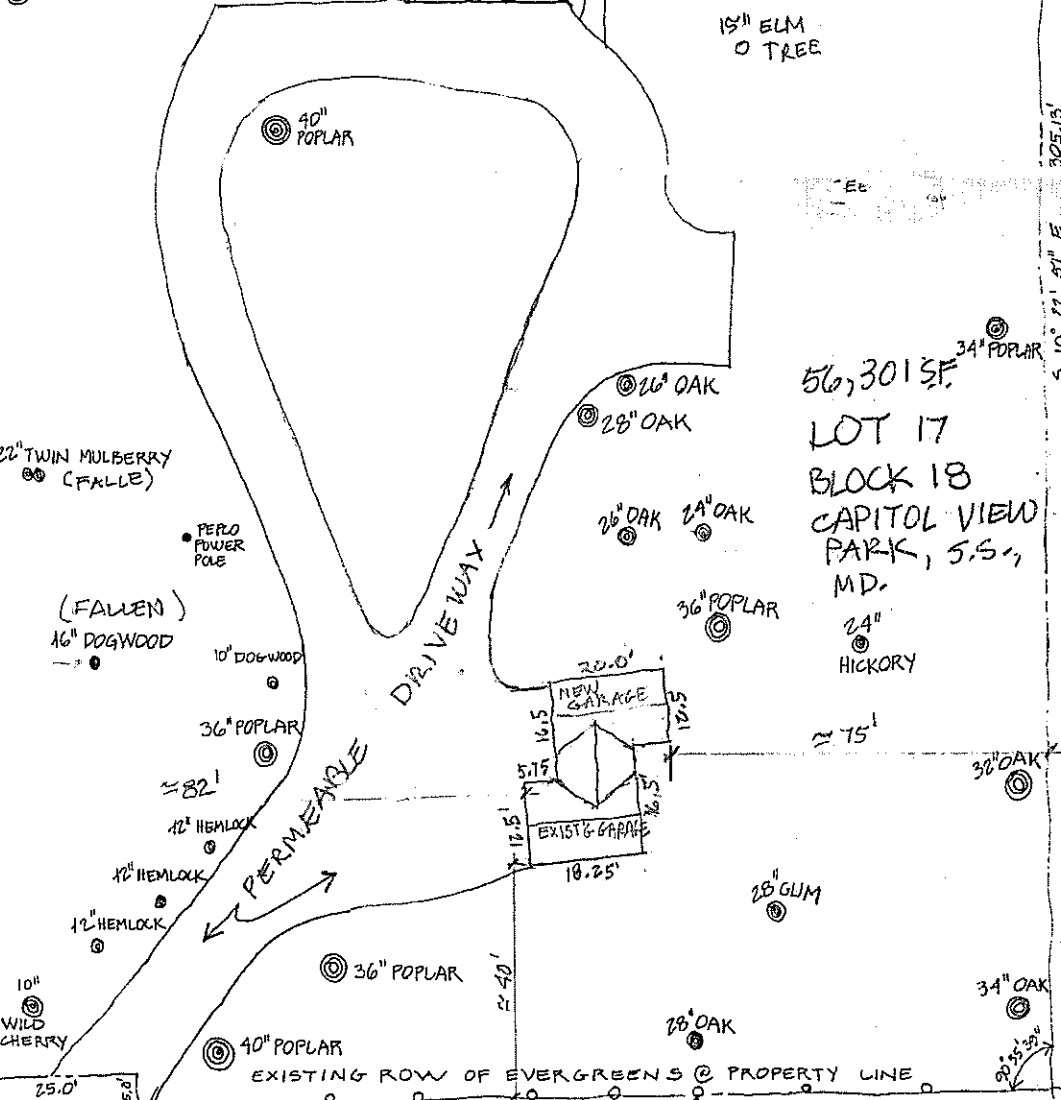 15" ELM
TREE
40"
POPLAR
305.13'
34" POPLAR
56,301 S.F.
LOT 17
BLOCK 18
CAPITOL VIEW
PARK, S.S.,
MD.
26" OAK
28" OAK
22" TWIN MULBERRY
(FALLE)
26" OAK
24" OAK
PEPCO
POWER
POLE
DRIVEWAY
(FALLEN)
16" DOGWOOD
36" POPLAR
24"
HICKORY
10" DOGWOOD
20.0'
NEW
GARAGE
16.5
12.5
36" POPLAR
≈ 75'
≈ 82'
5.75
32" OAK
12" HEMLOCK
PERMEABLE
12.5'
16.5'
EXIST'G GARAGE
18.25'
12" HEMLOCK
12" HEMLOCK
28" GUM
36" POPLAR
≈ 40'
10"
WILD
CHERRY
34" OAK
28" OAK
40" POPLAR
EXISTING ROW OF EVERGREENS @ PROPERTY LINE
25.0'
90° 35' 30"